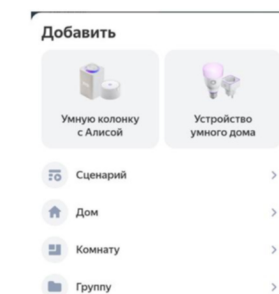 Добавить
Умную колонку
с Алисой
Устройство
умного дома
Сценарий
Дом
Комнату
Группу